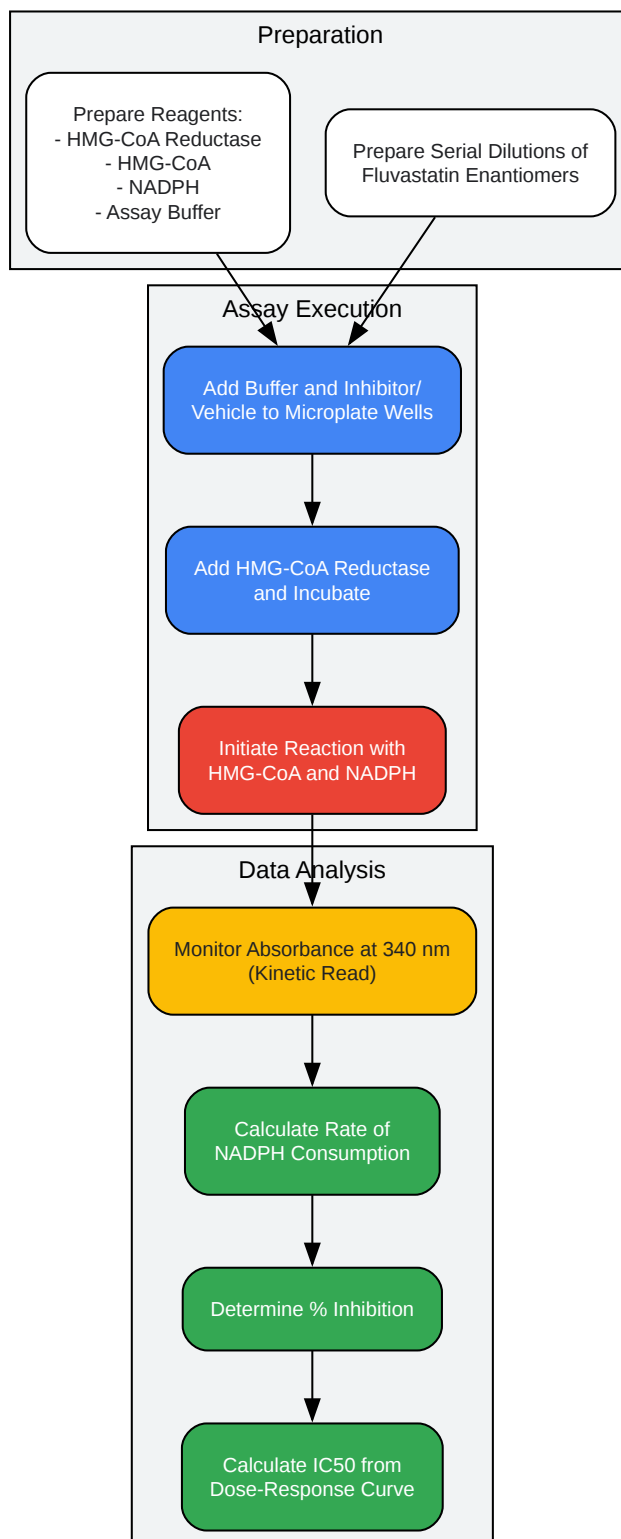 Preparation
Prepare Reagents:
- HMG-CoA Reductase
- HMG-CoA
- NADPH
- Assay Buffer
Prepare Serial Dilutions of
Fluvastatin Enantiomers
Assay Execution
Add Buffer and Inhibitor/
Vehicle to Microplate Wells
Add HMG-CoA Reductase
and Incubate
Initiate Reaction with
HMG-CoA and NADPH
Data Analysis
Monitor Absorbance at 340 nm
(Kinetic Read)
Calculate Rate of
NADPH Consumption
Determine % Inhibition
Calculate IC50 from
Dose-Response Curve